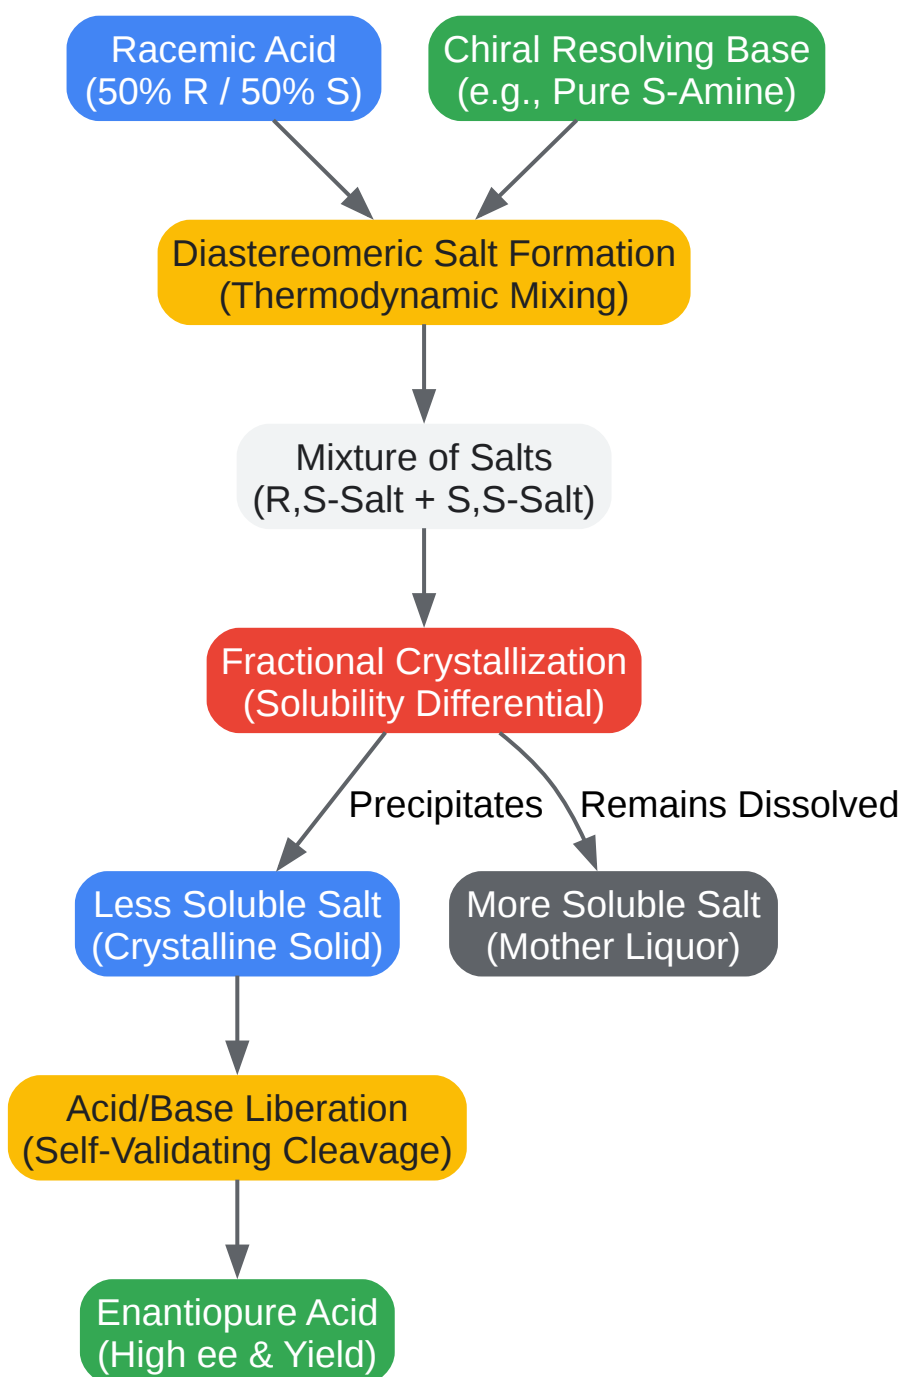 Racemic Acid
(50% R / 50% S)
Chiral Resolving Base
(e.g., Pure S-Amine)
Diastereomeric Salt Formation
(Thermodynamic Mixing)
Mixture of Salts
(R,S-Salt + S,S-Salt)
Fractional Crystallization
(Solubility Differential)
Precipitates
Remains Dissolved
Less Soluble Salt
(Crystalline Solid)
More Soluble Salt
(Mother Liquor)
Acid/Base Liberation
(Self-Validating Cleavage)
Enantiopure Acid
(High ee & Yield)